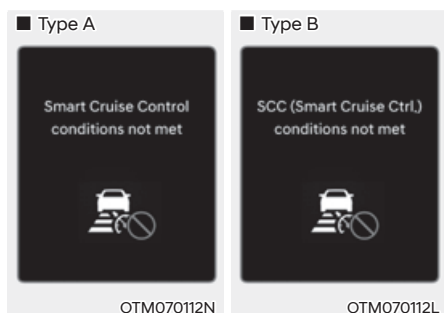 ■ Type A
Smart Cruise Control
conditions not met
OTM070112N
■ Type B
SCC (Smart Cruise Ctrl.)
conditions not met
OTM070112L